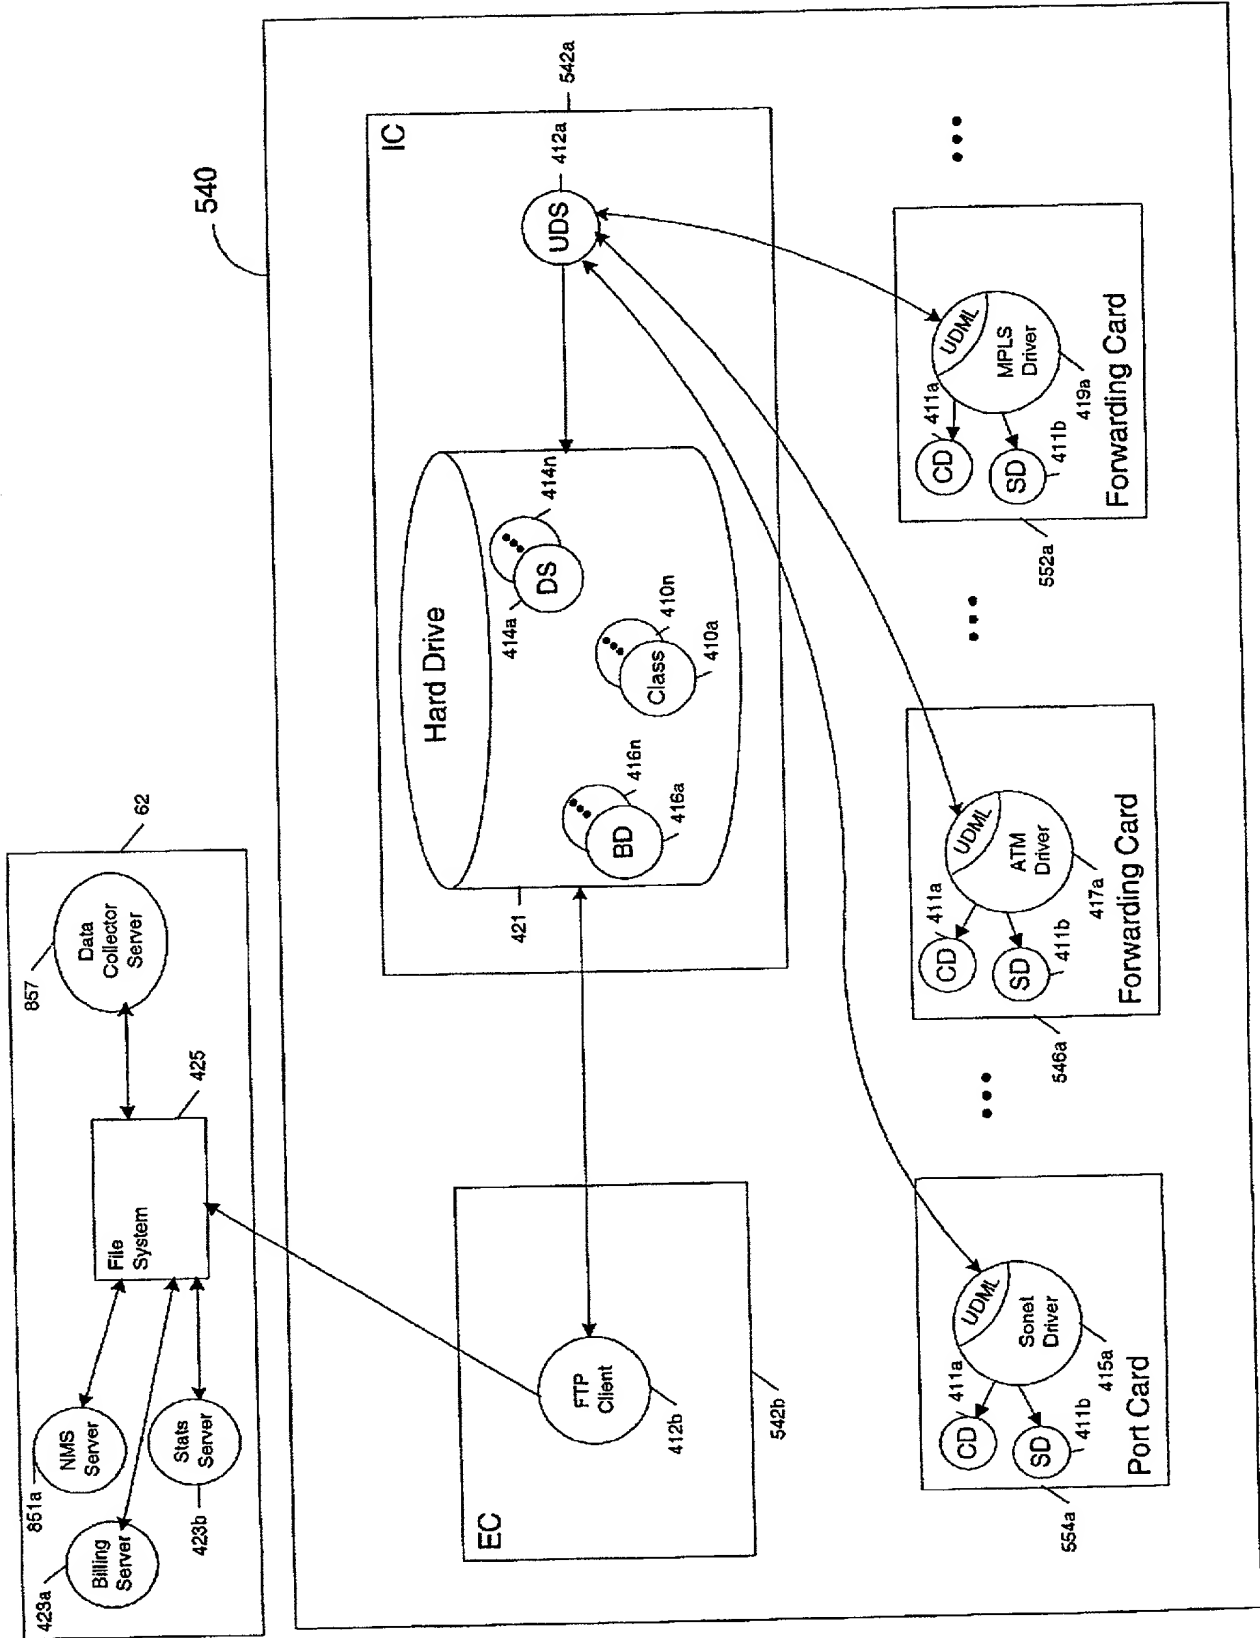 62
857
Data
Collector
Server
425
File
System
851a
NMS
Server
423a
Billing
Server
Stats
Server
423b
540
IC
542a
UDS
412a
Hard Drive
421
414n
DS
414a
410n
Class
410a
416n
BD
416a
EC
FTP
Client
412b
542b
UDML
Sonet
Driver
415a
411a
CD
SD
411b
Port Card
554a
UDML
ATM
Driver
417a
411a
CD
SD
411b
Forwarding Card
546a
UDML
MPLS
Driver
419a
411a
CD
SD
411b
Forwarding Card
552a